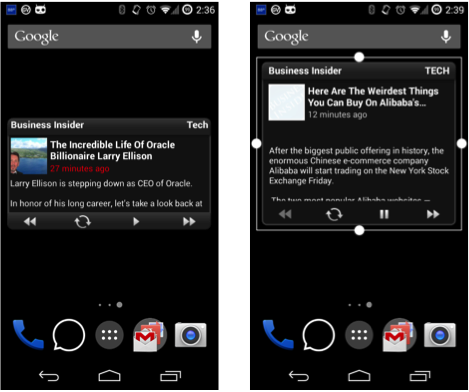 2:36
Google
Business Insider Tech
The Incredible Life Of Oracle
Billionaire Larry Ellison
27 minutes ago
Larry Ellison is stepping down as CEO of Oracle.
In honor of his long career, let's take a look back at
2:39
Google
Business Insider TECH
Here Are The Weirdest Things
You Can Buy On Alibaba's...
12 minutes ago
After the biggest public offering in history, the
enormous Chinese e-commerce company
Alibaba will start trading on the New York Stock
Exchange Friday.
The two most popular Alibaba websites —